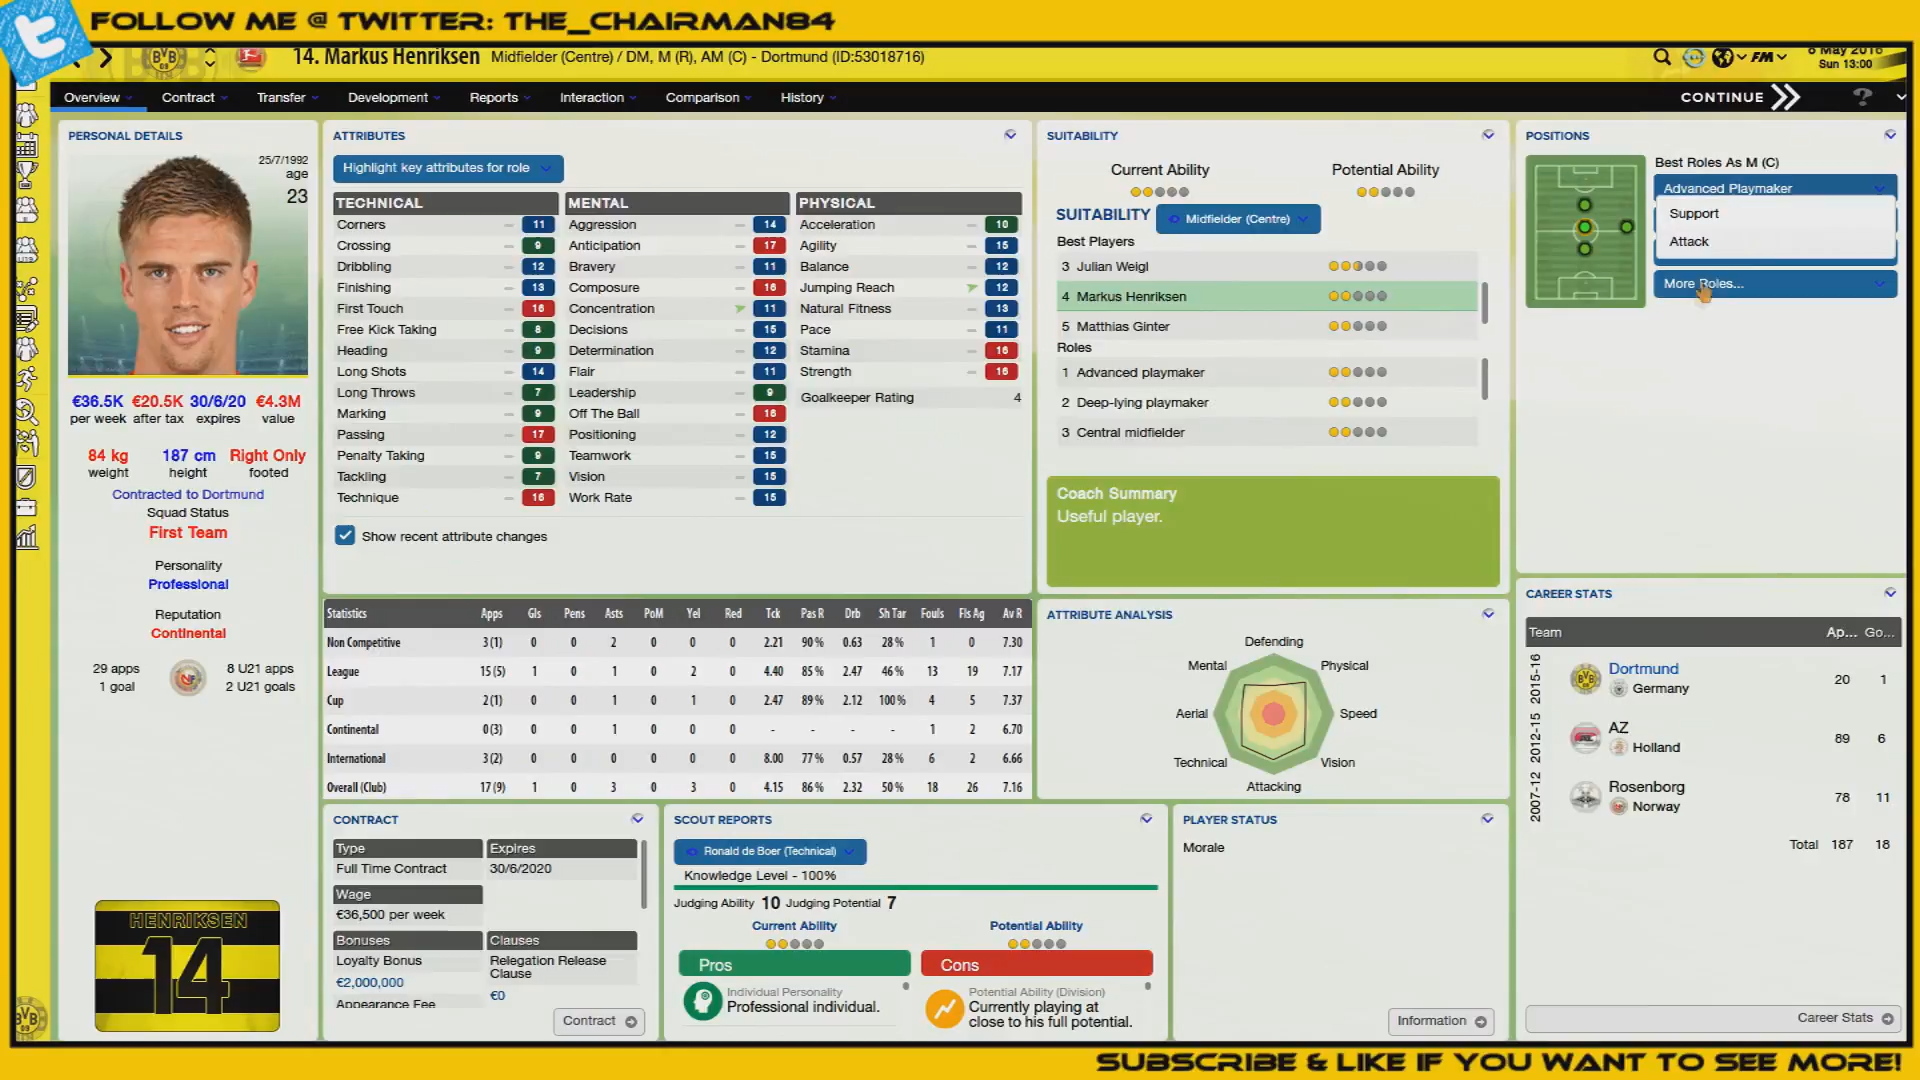 FOLLOW ME @ TWITTER: THE_CHAIRMAN84
14. Markus Henriksen Midfielder (Centre) / DM, M (R), AM (C) - Dortmund (ID:53018716)
FM
6 May 2016
Sun 13:00
Overview Contract Transfer Development Reports Interaction Comparison History
CONTINUE ?
PERSONAL DETAILS
25/7/1992
age
23
€36.5K €20.5K 30/6/20 €4.3M
per week after tax expires value
84 kg 187 cm Right Only
weight height footed
Contracted to Dortmund
Squad Status
First Team
Personality
Professional
Reputation
Continental
29 apps 8 U21 apps
1 goal 2 U21 goals
HENRIKSEN
14
ATTRIBUTES
Highlight key attributes for role
TECHNICAL MENTAL PHYSICAL
Corners 11 Aggression 14 Acceleration 10
Crossing 9 Anticipation 17 Agility 15
Dribbling 12 Bravery 11 Balance 12
Finishing 13 Composure 16 Jumping Reach 12
First Touch 16 Concentration 11 Natural Fitness 13
Free Kick Taking 8 Decisions 15 Pace 11
Heading 9 Determination 12 Stamina 16
Long Shots 14 Flair 11 Strength 16
Long Throws 7 Leadership 9 Goalkeeper Rating 4
Marking 9 Off The Ball 16
Passing 17 Positioning 12
Penalty Taking 9 Teamwork 15
Tackling 7 Vision 15
Technique 16 Work Rate 15
Show recent attribute changes
SUITABILITY
Current Ability Potential Ability
SUITABILITY Midfielder (Centre)
Best Players
3 Julian Weigl
4 Markus Henriksen
5 Matthias Ginter
Roles
1 Advanced playmaker
2 Deep-lying playmaker
3 Central midfielder
Coach Summary
Useful player.
POSITIONS
Best Roles As M (C)
Advanced Playmaker
Support
Attack
More Roles...
Statistics Apps Gls Pens Asts PoM Yel Red Tck Pas R Drb Sh Tar Fouls Fls Ag Av R
Non Competitive 3 (1) 0 0 2 0 0 0 2.21 90 % 0.63 28 % 1 0 7.30
League 15 (5) 1 0 1 0 2 0 4.40 85 % 2.47 46 % 13 19 7.17
Cup 2 (1) 0 0 1 0 1 0 2.47 89 % 2.12 100 % 4 5 7.37
Continental 0 (3) 0 0 1 0 0 0 - - - - 1 2 6.70
International 3 (2) 0 0 0 0 0 0 8.00 77 % 0.57 28 % 6 2 6.66
Overall (Club) 17 (9) 1 0 3 0 3 0 4.15 86 % 2.32 50 % 18 26 7.16
ATTRIBUTE ANALYSIS
Defending
Mental Physical
Aerial Speed
Technical Vision
Attacking
CAREER STATS
Team Ap... Go...
2015-16 Dortmund 20 1
Germany
2012-15 AZ 89 6
Holland
2007-12 Rosenborg 78 11
Norway
Total 187 18
Career Stats
CONTRACT
Type Expires
Full Time Contract 30/6/2020
Wage
€36,500 per week
Bonuses Clauses
Loyalty Bonus Relegation Release
Clause
€2,000,000 €0
Appearance Fee
Contract
SCOUT REPORTS
Ronald de Boer (Technical)
Knowledge Level - 100%
Judging Ability 10 Judging Potential 7
Current Ability Potential Ability
Pros Cons
Individual Personality Potential Ability (Division)
Professional individual. Currently playing at
close to his full potential.
PLAYER STATUS
Morale
Information
SUBSCRIBE & LIKE IF YOU WANT TO SEE MORE!